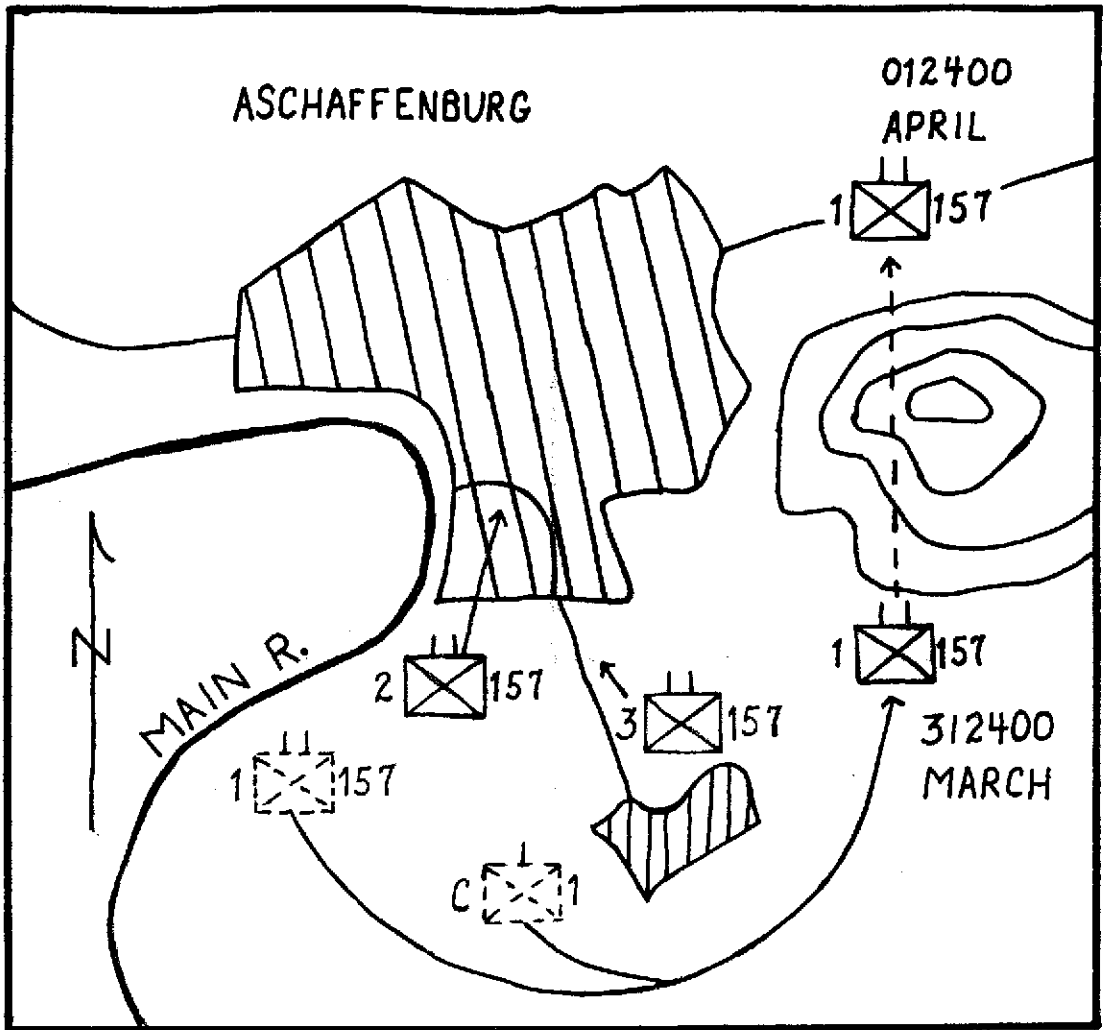 012400
APRIL
ASCHAFFENBURG
1 157
N
MAIN R.
2 157
1 157
3 157
312400
MARCH
1 157
C 1